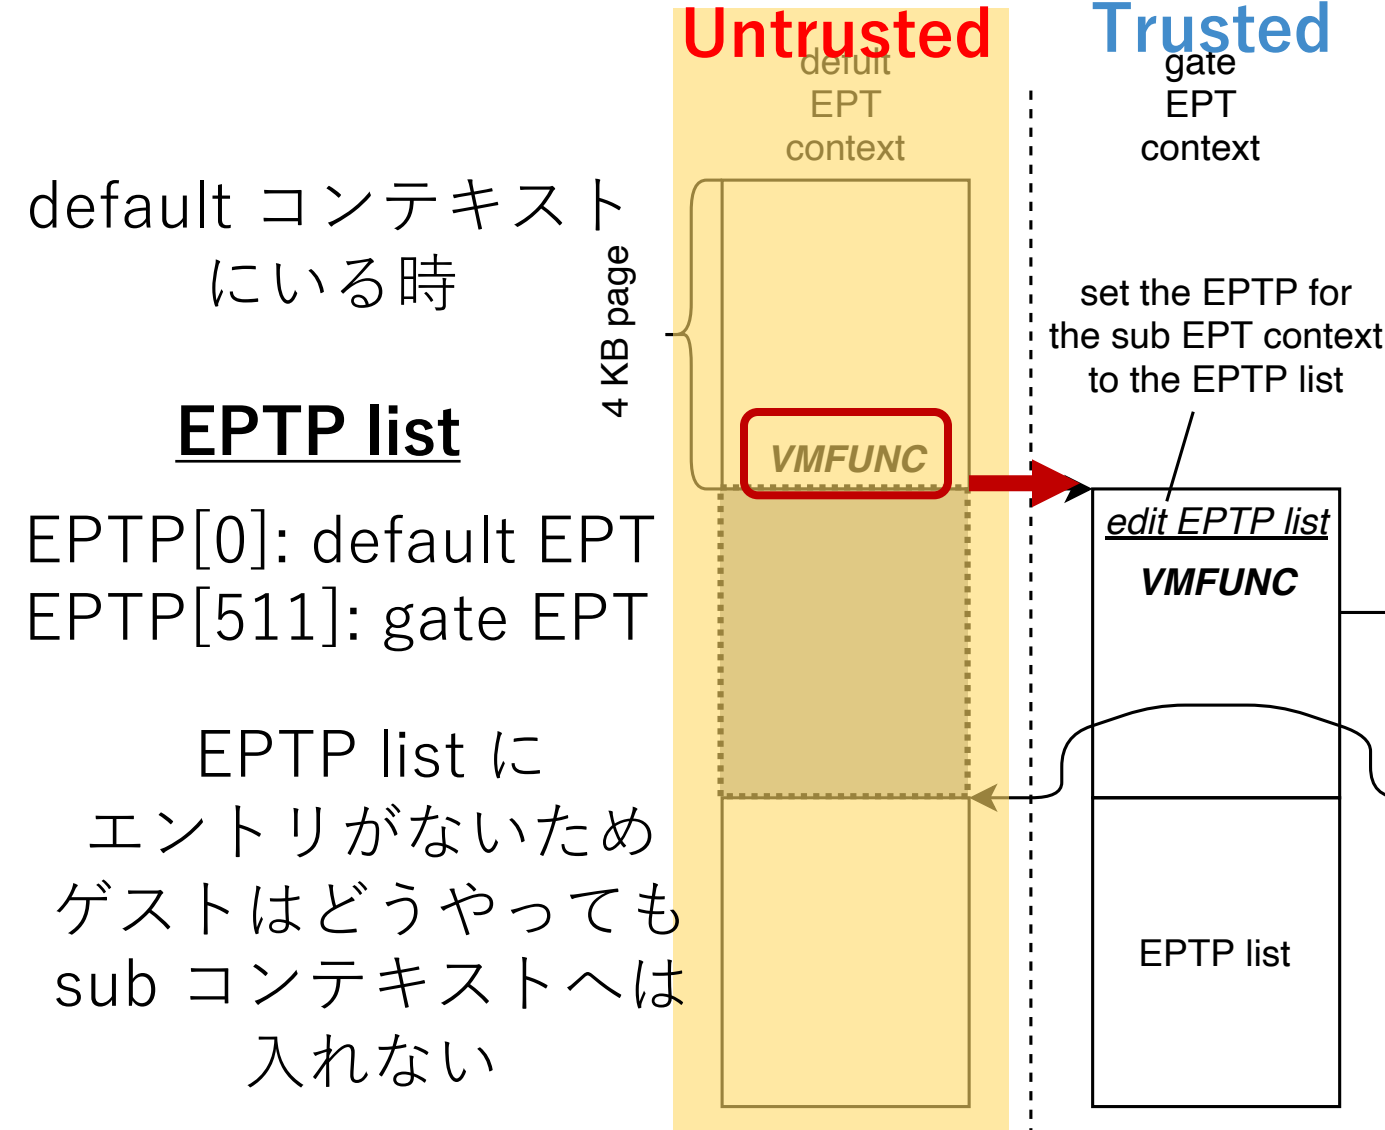 Untrusted
Trusted
defult
EPT
context
gate
EPT
context
default コンテキスト
にいる時
4 KB page
set the EPTP for
the sub EPT context
to the EPTP list
EPTP list
VMFUNC
edit EPTP list
VMFUNC
EPTP[0]: default EPT
EPTP[511]: gate EPT
EPTP list に
エントリがないため
ゲストはどうやっても
sub コンテキストへは
入れない
EPTP list